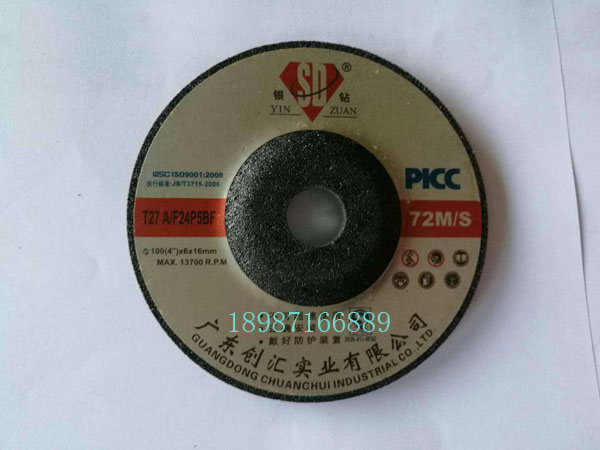 SD®
银 钻
YIN ZUAN
WSC ISO9001:2008
执行标准:JB/T3715-2006
PICC
T27 A/F24P5BF
72M/S
100(4")x6x16mm
MAX. 13700 R.P.M
18987166889
·戴好防护装置
广东创汇实业有限公司
GUANGDONG CHUANGHUI INDUSTRIAL CO.,LTD.